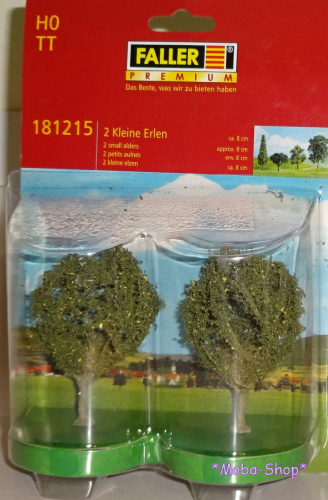 H0
TT
FALLER
PREMIUM
Das Beste, was wir zu bieten haben
181215
2 Kleine Erlen
2 small alders
2 petits aulnes
2 kleine elzen
ca. 8 cm
approx. 8 cm
env. 8 cm
ca. 8 cm
*Moba-Shop*